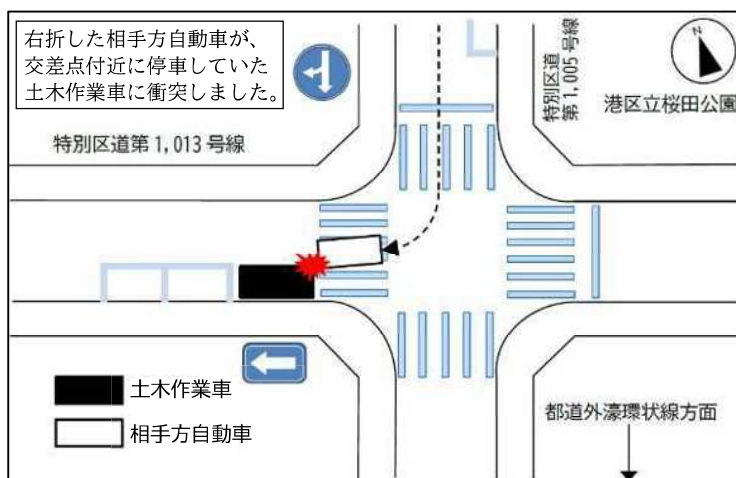 右折した相手方自動車が、
交差点付近に停車していた
土木作業車に衝突しました。
特別区道
第1,005号線
N
港区立桜田公園
特別区道第1,013号線
土木作業車
相手方自動車
都道外濠環状線方面